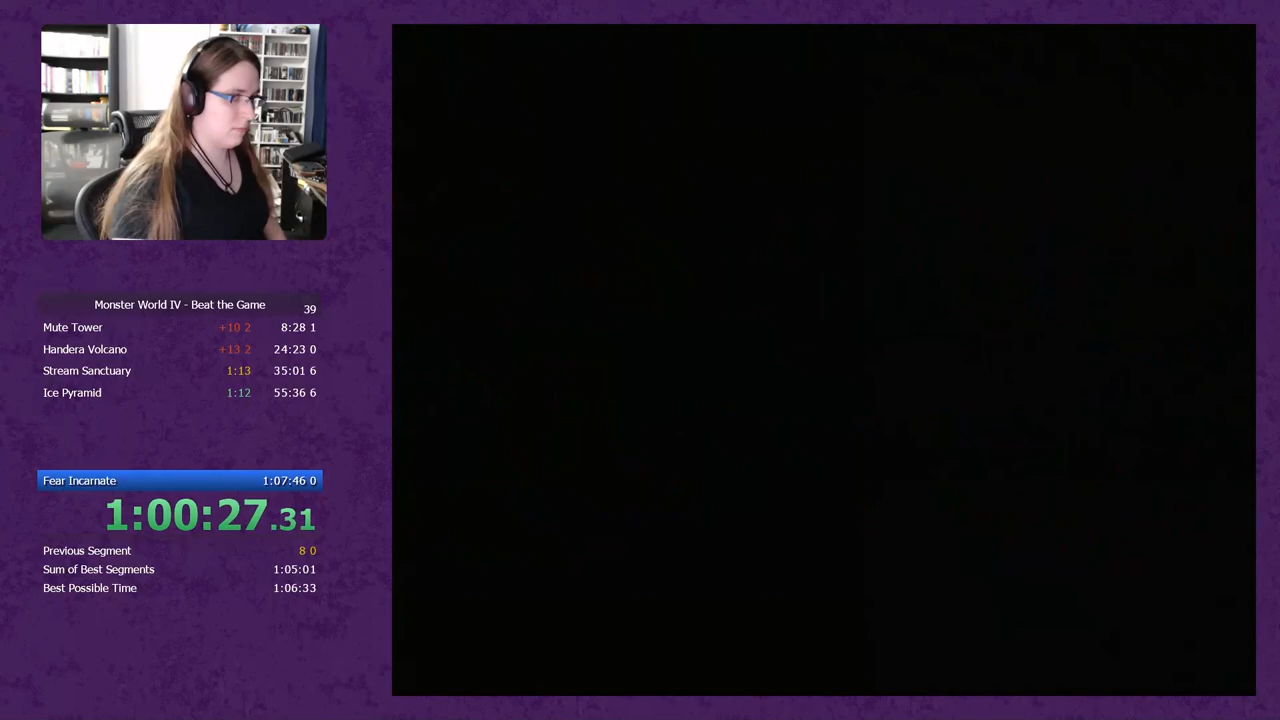 Monster World IV - Beat the Game
39
Mute Tower +10 2 8:28 1
Handera Volcano +13 2 24:23 0
Stream Sanctuary 1:13 35:01 6
Ice Pyramid 1:12 55:36 6
Fear Incarnate 1:07:46 0
1:00:27.31
Previous Segment 8 0
Sum of Best Segments 1:05:01
Best Possible Time 1:06:33